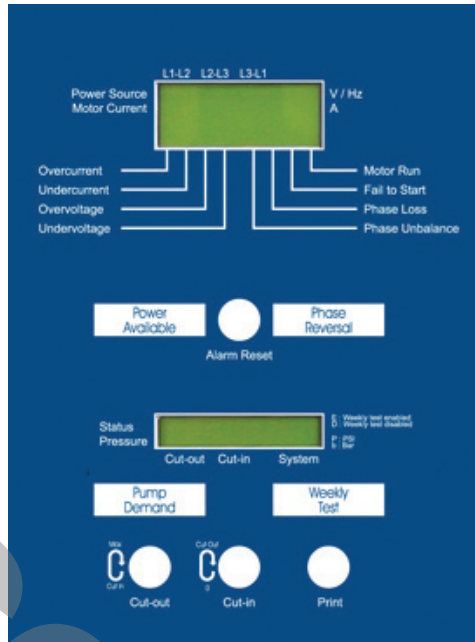 L1-L2 L2-L3 L3-L1
Power Source V / Hz
Motor Current A
Overcurrent Motor Run
Undercurrent Fail to Start
Overvoltage Phase Loss
Undervoltage Phase Unbalance
Power Available
Phase Reversal
Alarm Reset
E : Weekly test enabled
D : Weekly test disabled
Status
Pressure
P : PSI
b : Bar
Cut-out Cut-in System
Pump Demand
Weekly Test
Max Cut Out
Cut In 0
Cut-out Cut-in Print